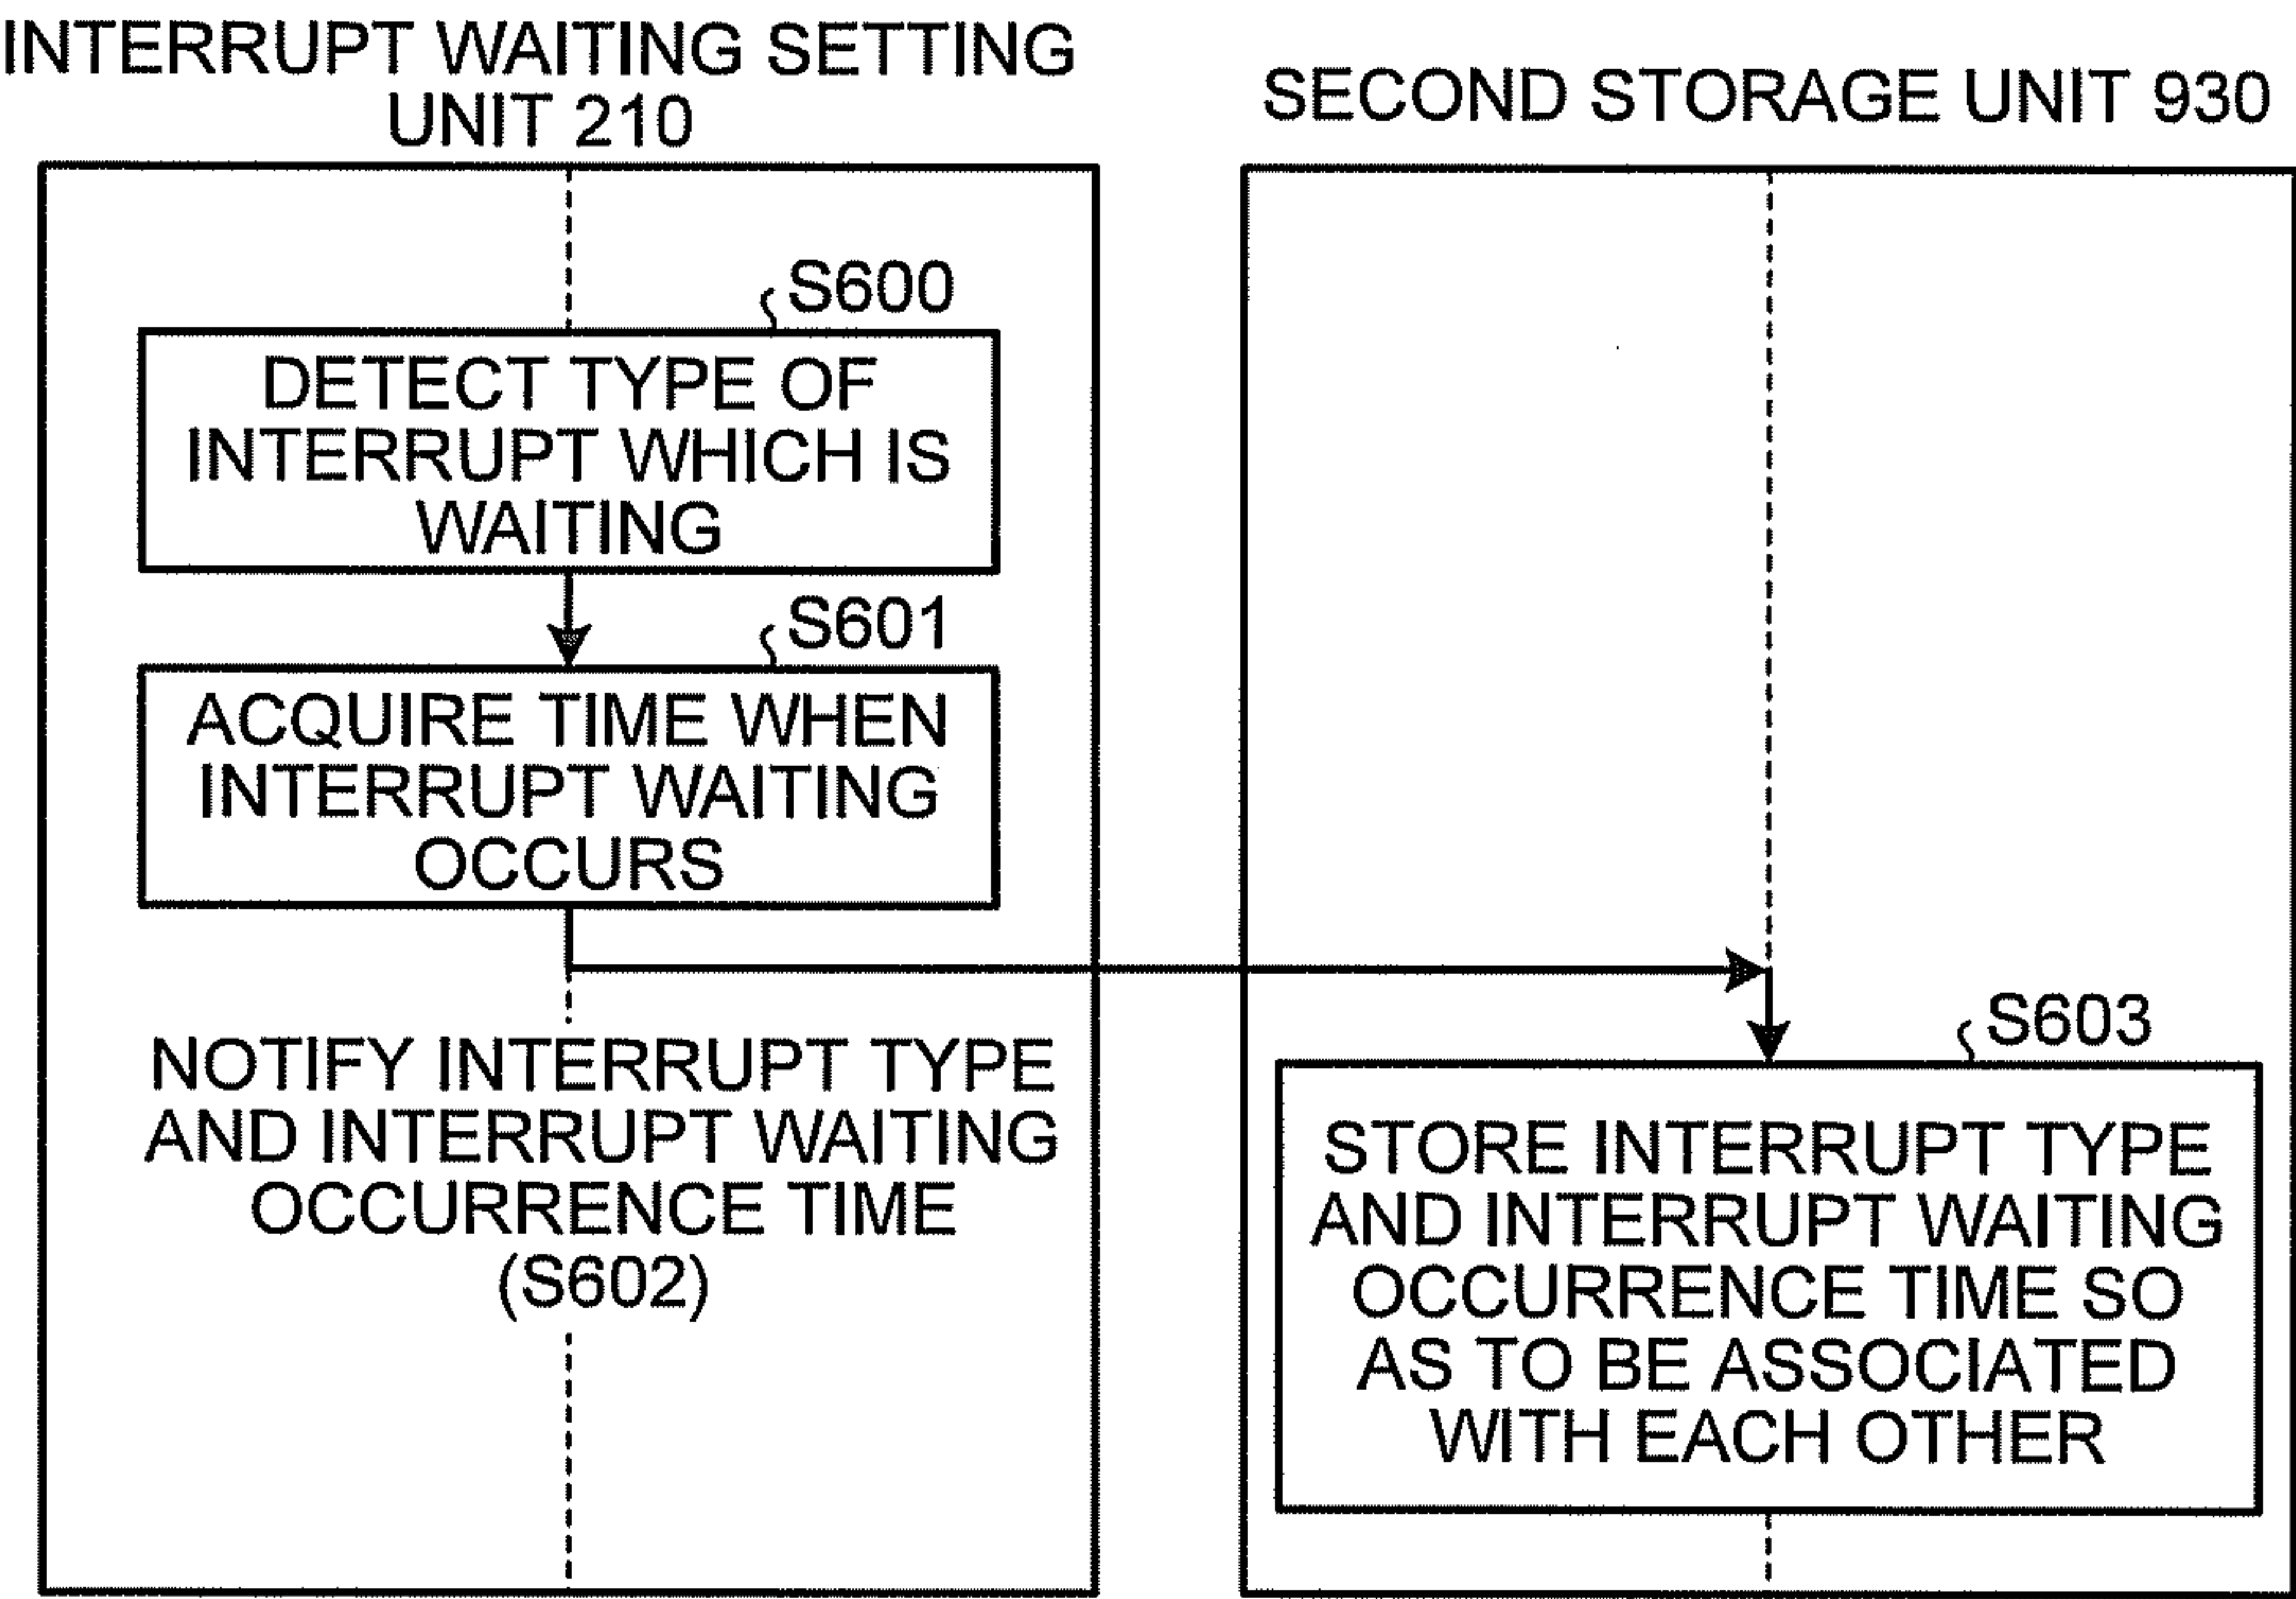 INTERRUPT WAITING SETTING
UNIT 210
SECOND STORAGE UNIT 930
S600
DETECT TYPE OF
INTERRUPT WHICH IS
WAITING
S601
ACQUIRE TIME WHEN
INTERRUPT WAITING
OCCURS
NOTIFY INTERRUPT TYPE
AND INTERRUPT WAITING
OCCURRENCE TIME
(S602)
S603
STORE INTERRUPT TYPE
AND INTERRUPT WAITING
OCCURRENCE TIME SO
AS TO BE ASSOCIATED
WITH EACH OTHER